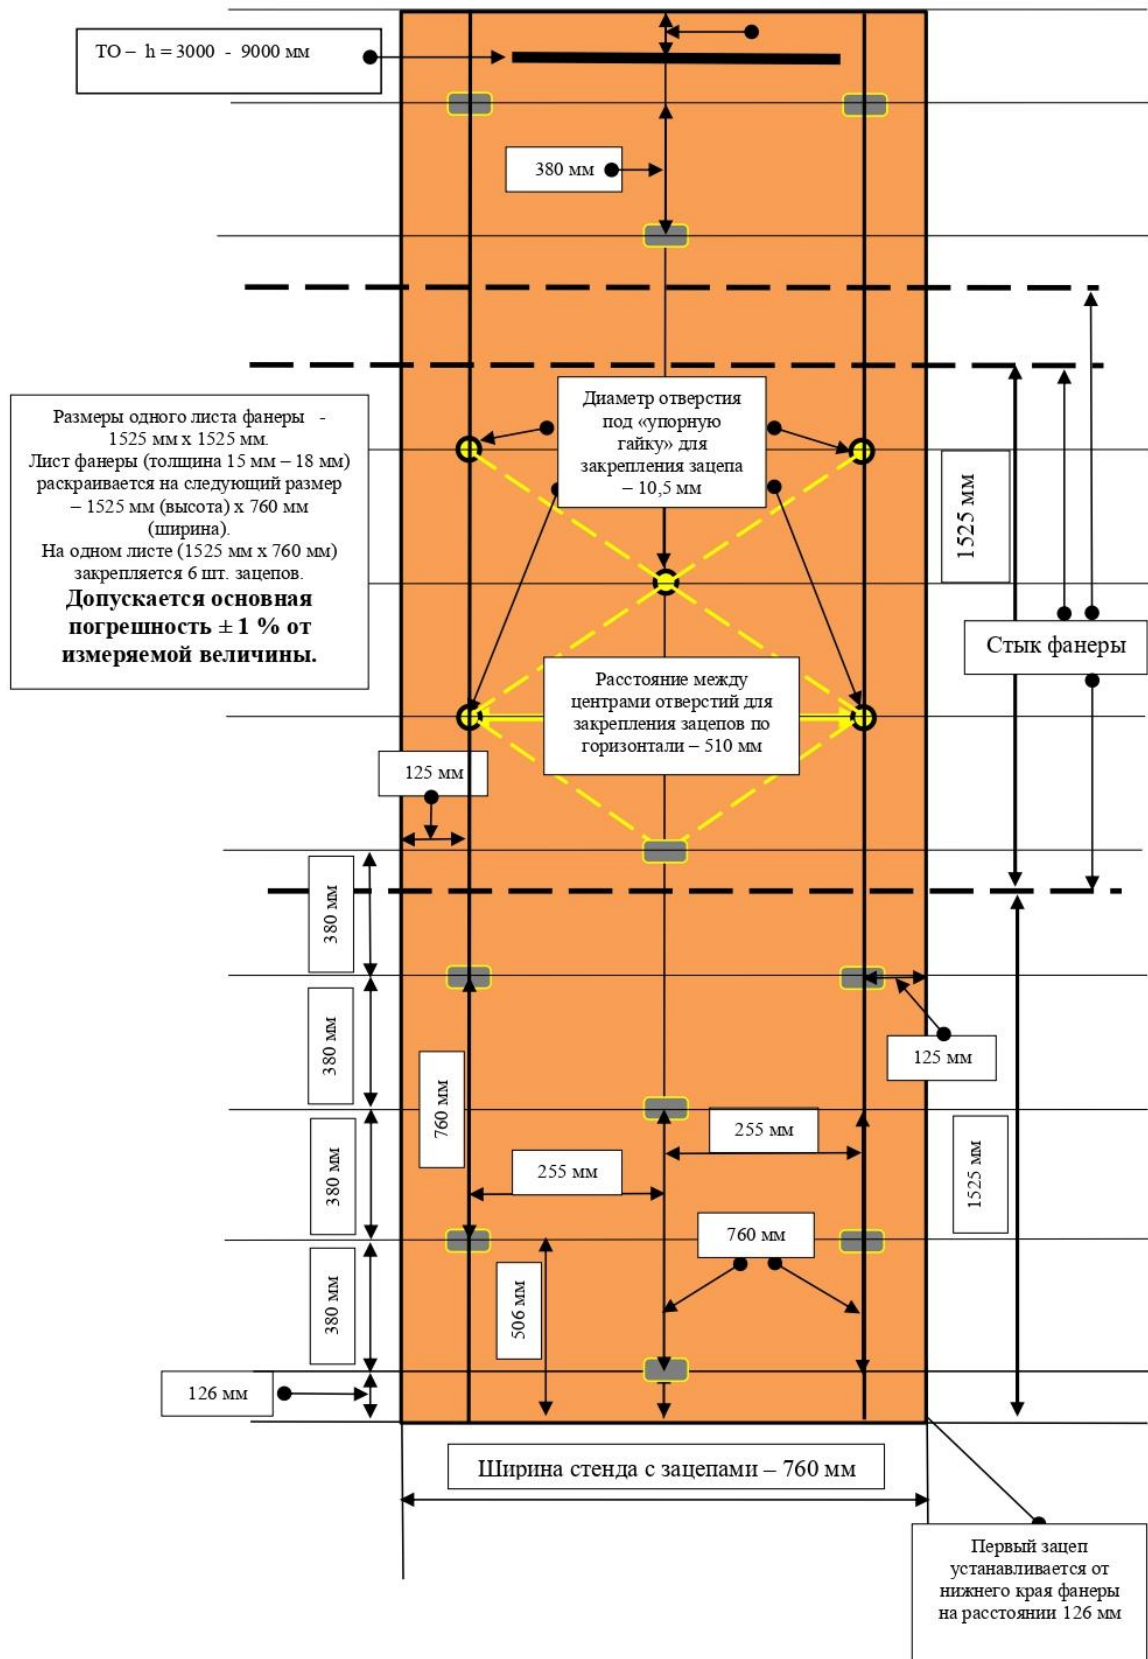 ТО – h = 3000 - 9000 мм
380 мм
Диаметр отверстия
под «упорную
гайку» для
закрепления зацепа
– 10,5 мм
Размеры одного листа фанеры -
1525 мм х 1525 мм.
Лист фанеры (толщина 15 мм – 18 мм)
раскраивается на следующий размер
– 1525 мм (высота) х 760 мм
(ширина).
На одном листе (1525 мм х 760 мм)
закрепляется 6 шт. зацепов.
Допускается основная
погрешность ± 1 % от
измеряемой величины.
1525 мм
Стык фанеры
Расстояние между
центрами отверстий для
закрепления зацепов по
горизонтали – 510 мм
125 мм
380 мм
380 мм
125 мм
760 мм
255 мм
380 мм
255 мм
1525 мм
760 мм
380 мм
506 мм
126 мм
Ширина стенда с зацепами – 760 мм
Первый зацеп
устанавливается от
нижнего края фанеры
на расстоянии 126 мм